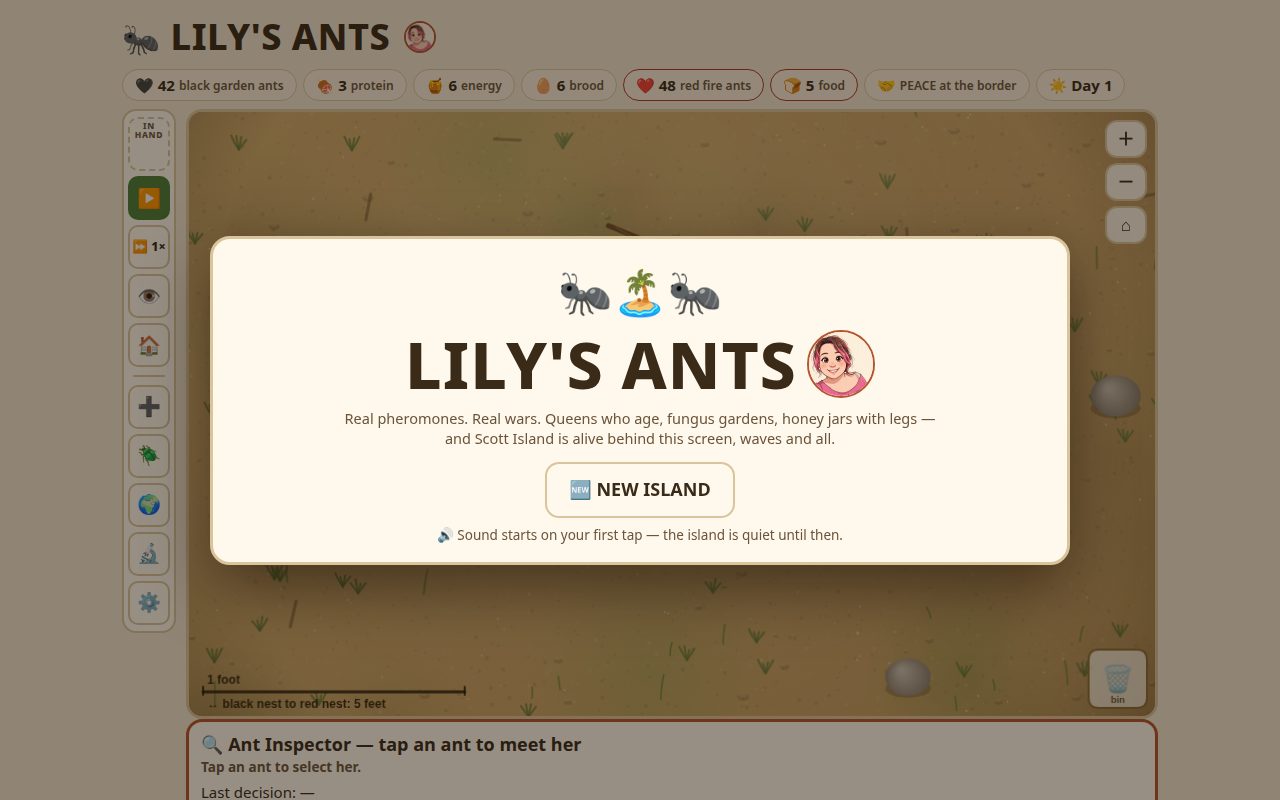 LILY'S ANTS
42 black garden ants
3 protein
6 energy
6 brood
48 red fire ants
5 food
PEACE at the border
Day 1
IN
HAND
1×
+
−
LILY'S ANTS
Real pheromones. Real wars. Queens who age, fungus gardens, honey jars with legs —
and Scott Island is alive behind this screen, waves and all.
NEW NEW ISLAND
Sound starts on your first tap — the island is quiet until then.
1 foot
↔ black nest to red nest: 5 feet
bin
Ant Inspector — tap an ant to meet her
Tap an ant to select her.
Last decision: —